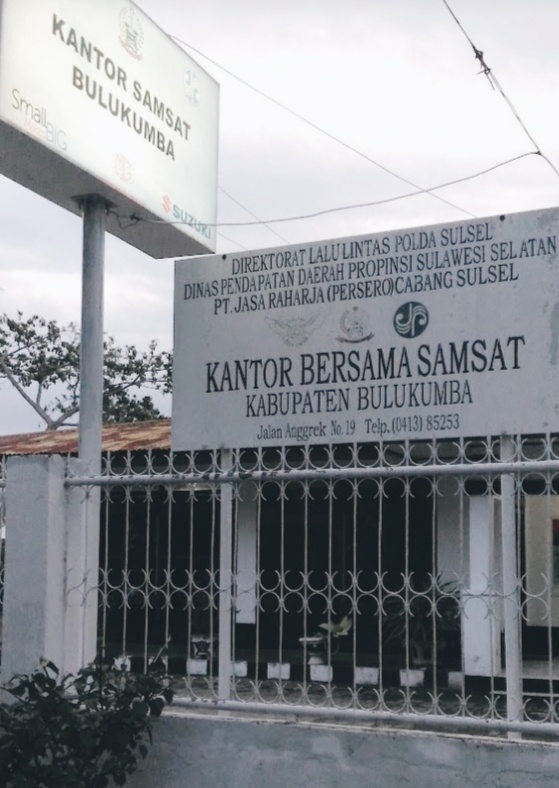 KANTOR SAMSAT
BULUKUMBA
SmallBIG
SUZUKI
DIREKTORAT LALU LINTAS POLDA SULSEL
DINAS PENDAPATAN DAERAH PROPINSI SULAWESI SELATAN
PT. JASA RAHARJA (PERSERO) CABANG SULSEL
KANTOR BERSAMA SAMSAT
KABUPATEN BULUKUMBA
Jalan Anggrek No. 19 Telp. (0413) 85253